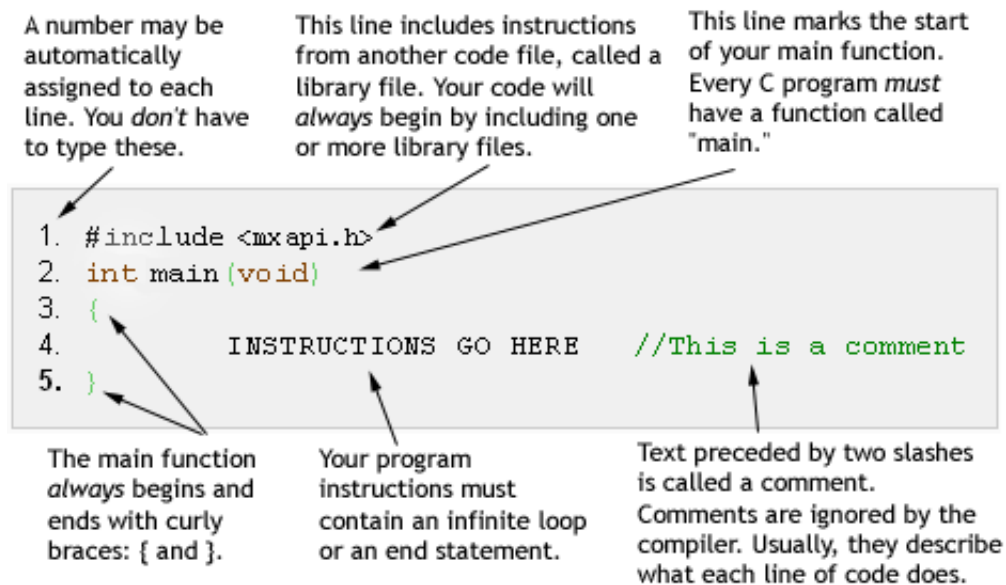 A number may be
automatically
assigned to each
line. You don't have
to type these.
This line includes instructions
from another code file, called a
library file. Your code will
always begin by including one
or more library files.
This line marks the start
of your main function.
Every C program must
have a function called
"main."
1. #include <mxapi.h>
2. int main(void)
3. {
4. INSTRUCTIONS GO HERE //This is a comment
5. }
The main function
always begins and
ends with curly
braces: { and }.
Your program
instructions must
contain an infinite loop
or an end statement.
Text preceded by two slashes
is called a comment.
Comments are ignored by the
compiler. Usually, they describe
what each line of code does.